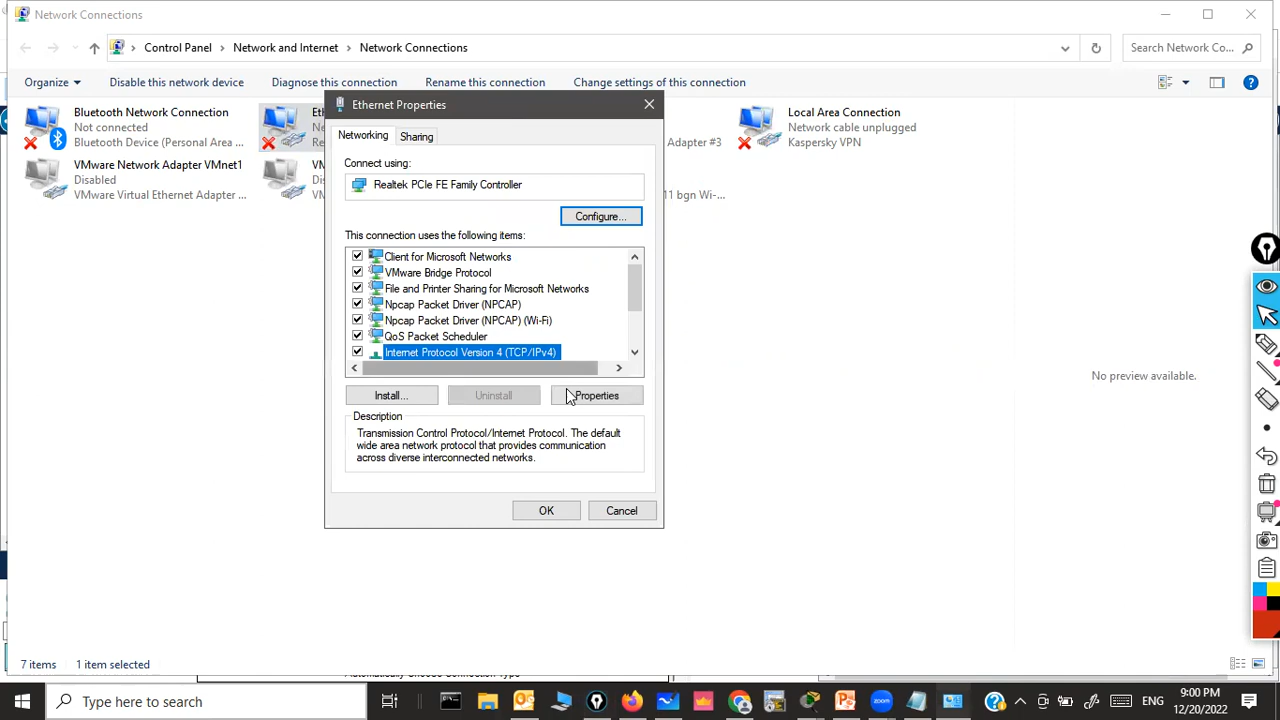 Network Connections
Control Panel > Network and Internet > Network Connections
Search Network Co...
Organize
Disable this network device
Diagnose this connection
Rename this connection
Change settings of this connection
Bluetooth Network Connection
Not connected
Bluetooth Device (Personal Area ...
Local Area Connection
Network cable unplugged
Kaspersky VPN
Adapter #3
VMware Network Adapter VMnet1
Disabled
VMware Virtual Ethernet Adapter ...
11 bgn Wi-...
Ethernet Properties
Networking
Sharing
Connect using:
Realtek PCIe FE Family Controller
Configure...
This connection uses the following items:
Client for Microsoft Networks
VMware Bridge Protocol
File and Printer Sharing for Microsoft Networks
Npcap Packet Driver (NPCAP)
Npcap Packet Driver (NPCAP) (Wi-Fi)
QoS Packet Scheduler
Internet Protocol Version 4 (TCP/IPv4)
Install...
Uninstall
Properties
Description
Transmission Control Protocol/Internet Protocol. The default
wide area network protocol that provides communication
across diverse interconnected networks.
OK
Cancel
No preview available.
7 items
1 item selected
Type here to search
9:00 PM
12/20/2022